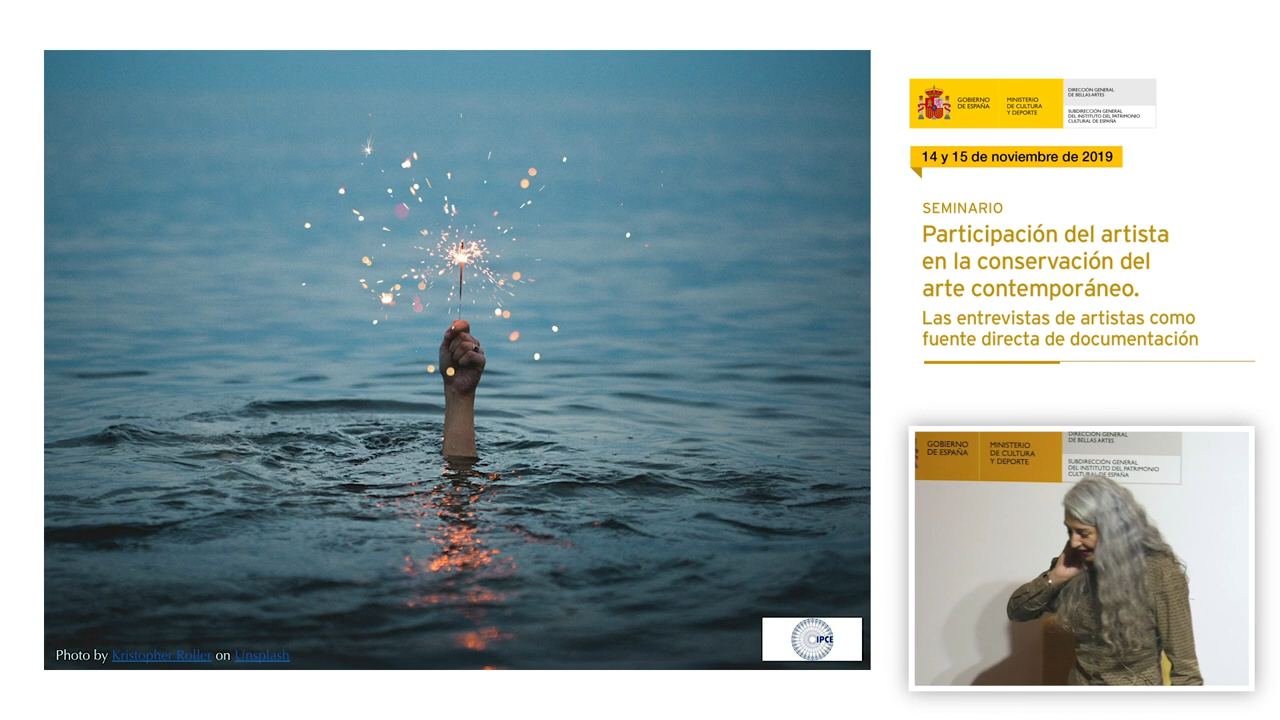 Photo by Kristopher Roller on Unsplash
IPCE
GOBIERNO
DE ESPAÑA
MINISTERIO
DE CULTURA
Y DEPORTE
DIRECCIÓN GENERAL
DE BELLAS ARTES
SUBDIRECCIÓN GENERAL
DEL INSTITUTO DEL PATRIMONIO
CULTURAL DE ESPAÑA
14 y 15 de noviembre de 2019
SEMINARIO
Participación del artista
en la conservación del
arte contemporáneo.
Las entrevistas de artistas como
fuente directa de documentación
GOBIERNO
DE ESPAÑA
MINISTERIO
DE CULTURA
Y DEPORTE
DIRECCIÓN GENERAL
DE BELLAS ARTES
SUBDIRECCIÓN GENERAL
DEL INSTITUTO DEL PATRIMONIO
CULTURAL DE ESPAÑA